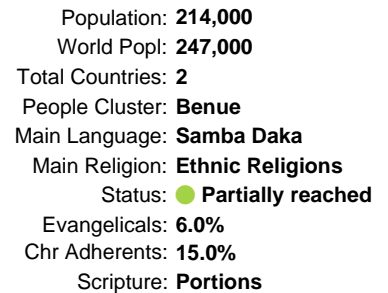 Population: 214,000
World Popl: 247,000
Total Countries: 2
People Cluster: Benue
Main Language: Samba Daka
Main Religion: Ethnic Religions
Status: Partially reached
Evangelicals: 6.0%
Chr Adherents: 15.0%
Scripture: Portions